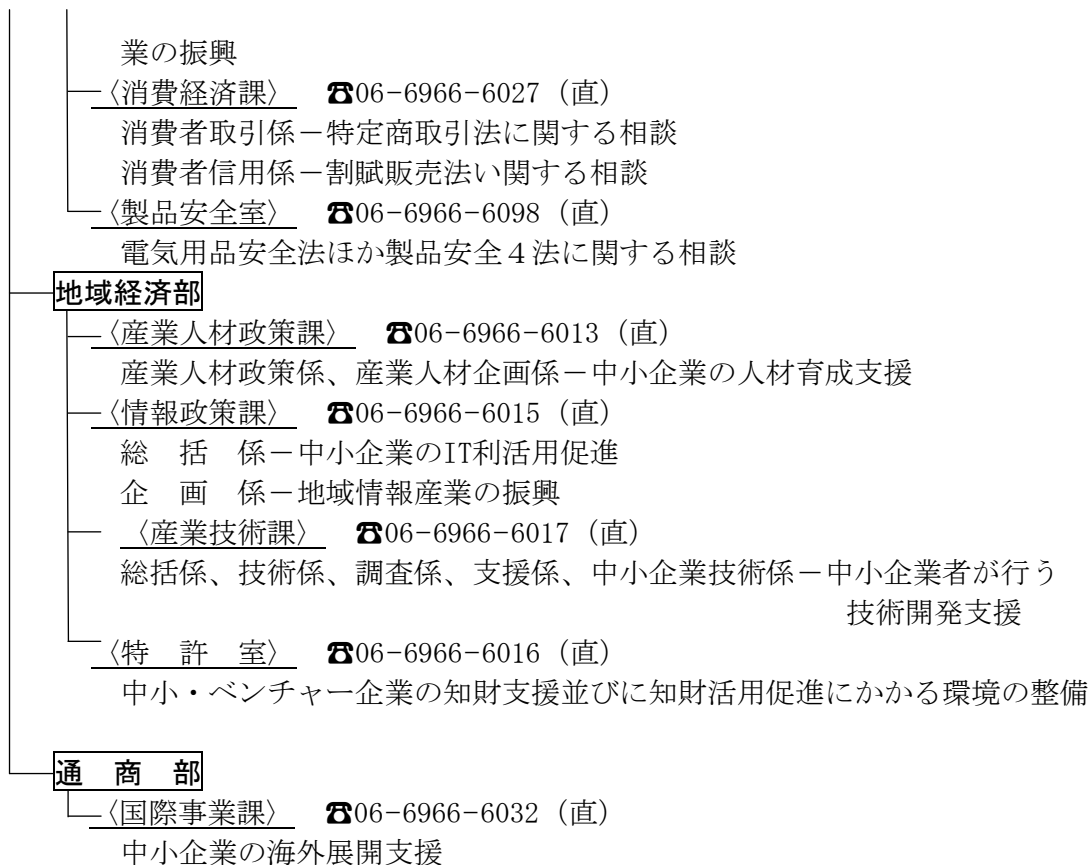 業の振興
〈消費経済課〉 ☎06-6966-6027（直）
消費者取引係－特定商取引法に関する相談
消費者信用係－割賦販売法い関する相談
〈製品安全室〉 ☎06-6966-6098（直）
電気用品安全法ほか製品安全４法に関する相談
地域経済部
〈産業人材政策課〉 ☎06-6966-6013（直）
産業人材政策係、産業人材企画係－中小企業の人材育成支援
〈情報政策課〉 ☎06-6966-6015（直）
総　括　係－中小企業のIT利活用促進
企　画　係－地域情報産業の振興
〈産業技術課〉 ☎06-6966-6017（直）
総括係、技術係、調査係、支援係、中小企業技術係－中小企業者が行う
技術開発支援
〈特　許　室〉 ☎06-6966-6016（直）
中小・ベンチャー企業の知財支援並びに知財活用促進にかかる環境の整備
通　商　部
〈国際事業課〉 ☎06-6966-6032（直）
中小企業の海外展開支援